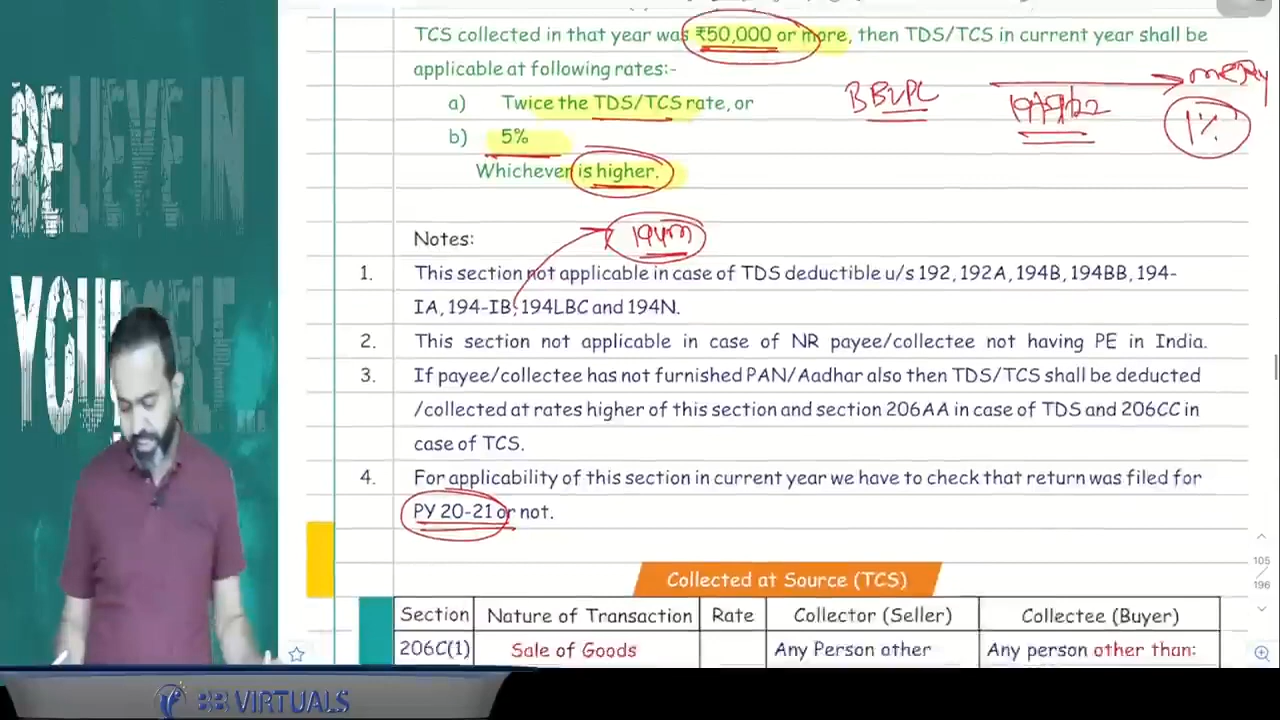 TCS collected in that year was ₹50,000 or more, then TDS/TCS in current year shall be
applicable at following rates:-
a) Twice the TDS/TCS rate, or
b) 5%
Whichever is higher.
BBVPL
1%
Notes:
194M
1. This section not applicable in case of TDS deductible u/s 192, 192A, 194B, 194BB, 194-
IA, 194-IB, 194LBC and 194N.
2. This section not applicable in case of NR payee/collectee not having PE in India.
3. If payee/collectee has not furnished PAN/Aadhar also then TDS/TCS shall be deducted
/collected at rates higher of this section and section 206AA in case of TDS and 206CC in
case of TCS.
4. For applicability of this section in current year we have to check that return was filed for
PY 20-21 or not.
Collected at Source (TCS)
Section Nature of Transaction Rate Collector (Seller) Collectee (Buyer)
206C(1) Sale of Goods Any Person other Any person other than:
105
196
BELIEVE IN
BB VIRTUALS